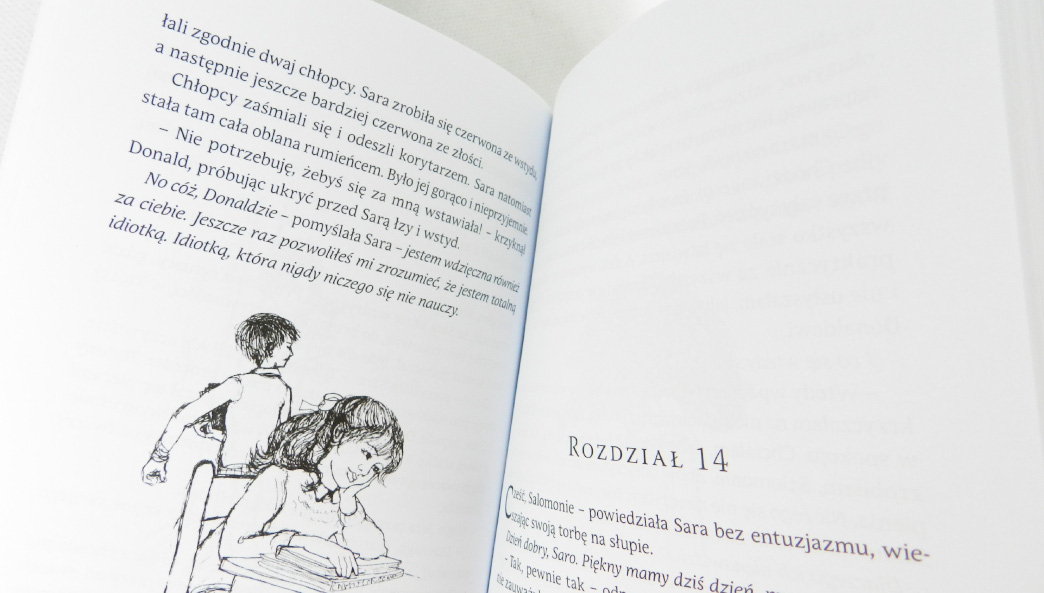 łali zgodnie dwaj chłopcy. Sara zrobiła się czerwona ze wstydu,
a następnie jeszcze bardziej czerwona ze złości.
Chłopcy zaśmiali się i odeszli korytarzem. Sara natomiast
stała tam cała oblana rumieńcem. Było jej gorąco i nieprzyjemnie.
– Nie potrzebuję, żebyś się za mną wstawiała! – krzyknął
Donald, próbując ukryć przed Sarą łzy i wstyd.
No cóż, Donaldzie – pomyślała Sara – jestem wdzięczna również
za ciebie. Jeszcze raz pozwoliłeś mi zrozumieć, że jestem totalną
idiotką. Idiotką, która nigdy niczego się nie nauczy.
ROZDZIAŁ 14
Cześć, Salomonie – powiedziała Sara bez entuzjazmu, wie-
szając swoją torbę na słupie.
Dzień dobry, Saro. Piękny mamy dziś dzień,
- Tak, pewnie tak –